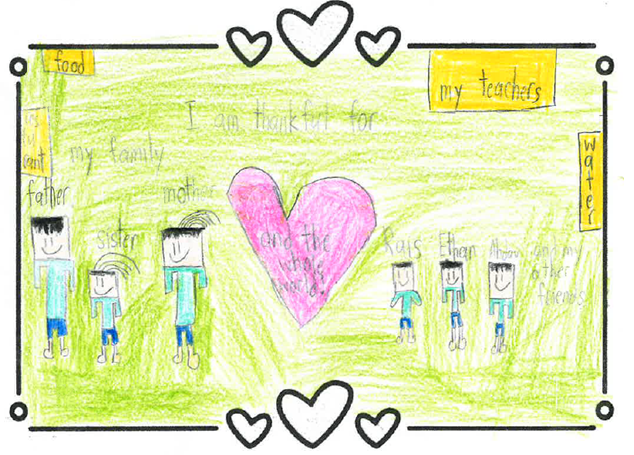 food
my teachers
I am thankful for
my family
water
father
mother
sister
and the
whole
world!
Rais
Ethan
and my
other
friends